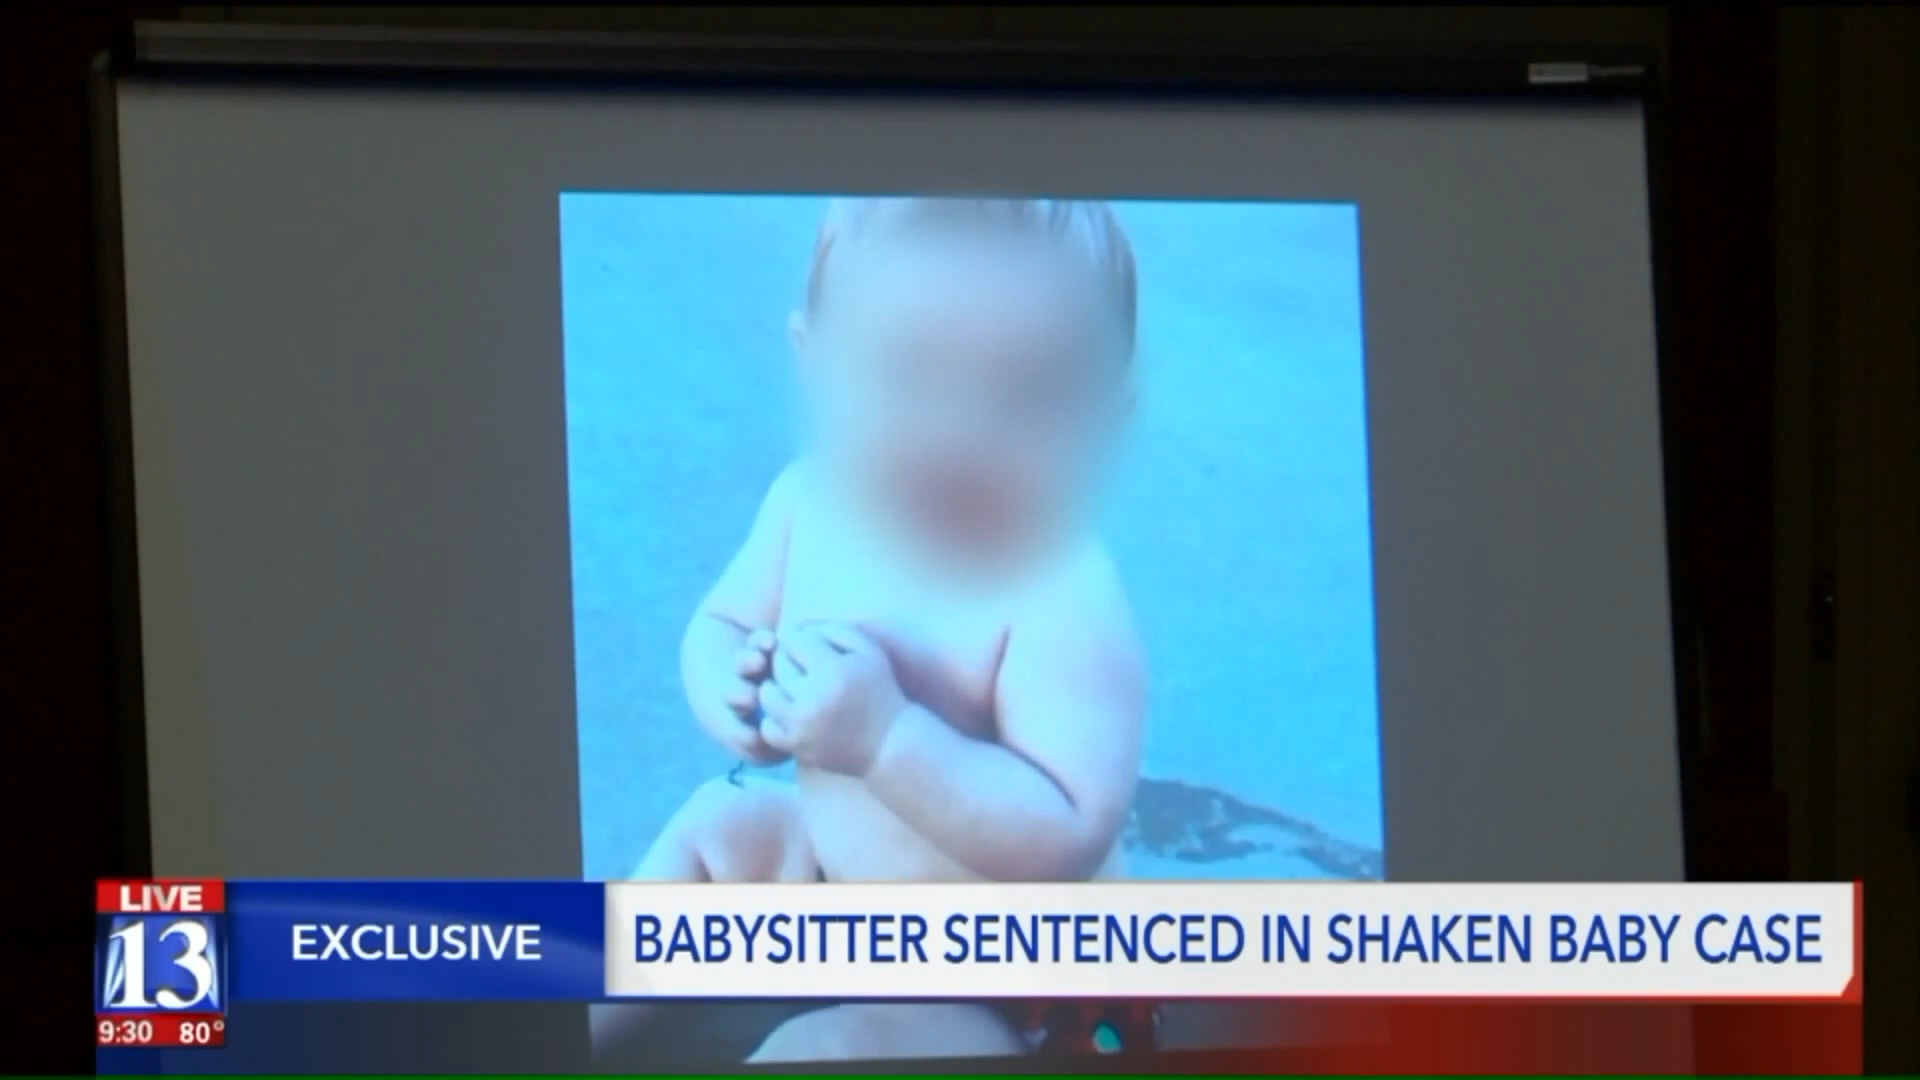 LIVE
13
9:30 80°
EXCLUSIVE
BABYSITTER SENTENCED IN SHAKEN BABY CASE